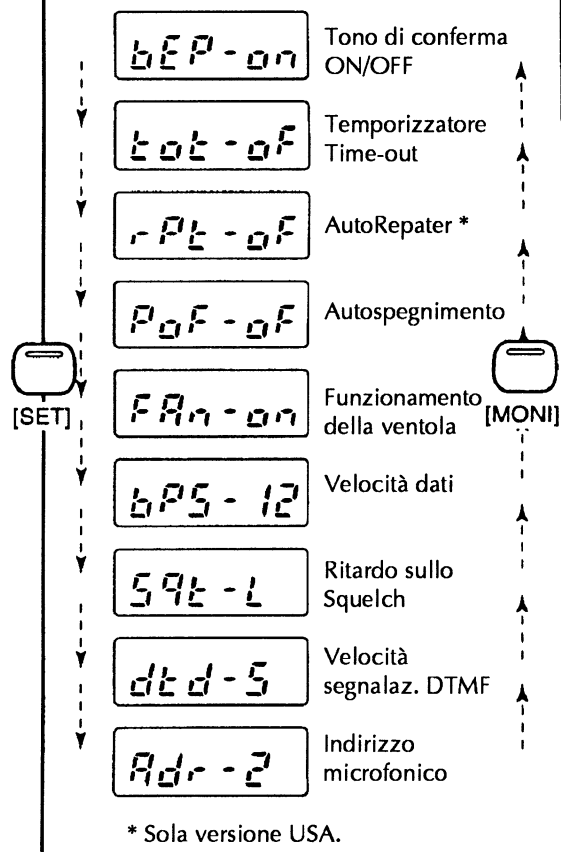 bEP-on
Tono di conferma
ON/OFF
tot-oF
Temporizzatore
Time-out
rPt-oF
AutoRepater *
PoF-oF
Autospegnimento
[SET]
FAn-on
Funzionamento
della ventola
[MONI]
bPS-12
Velocità dati
Sqt-L
Ritardo sullo
Squelch
dtd-S
Velocità
segnalaz. DTMF
Adr-2
Indirizzo
microfonico
* Sola versione USA.